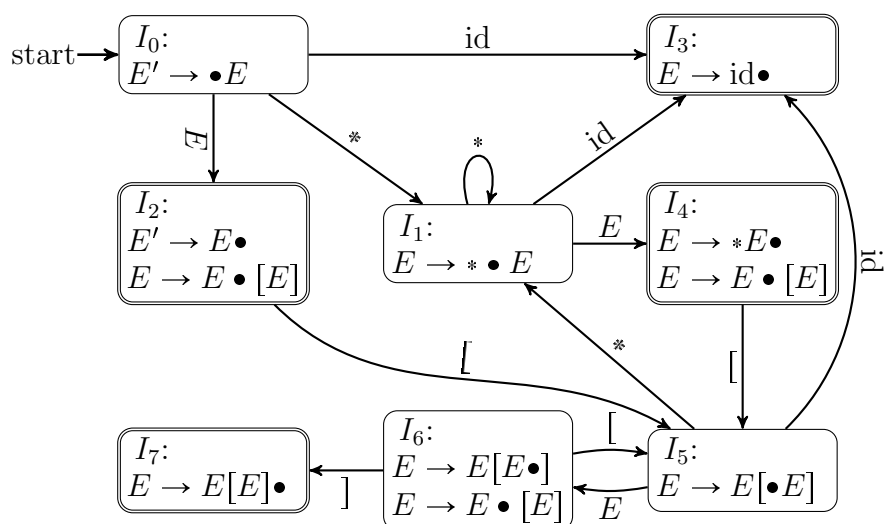 start
I₀:
E′ → •E
id
I₃:
E → id•
E
*
*
id
I₂:
E′ → E•
E → E • [E]
I₁:
E → * • E
E
I₄:
E → *E•
E → E • [E]
id
[
*
[
I₇:
E → E[E]•
]
I₆:
E → E[E•]
E → E • [E]
[
E
I₅:
E → E[•E]